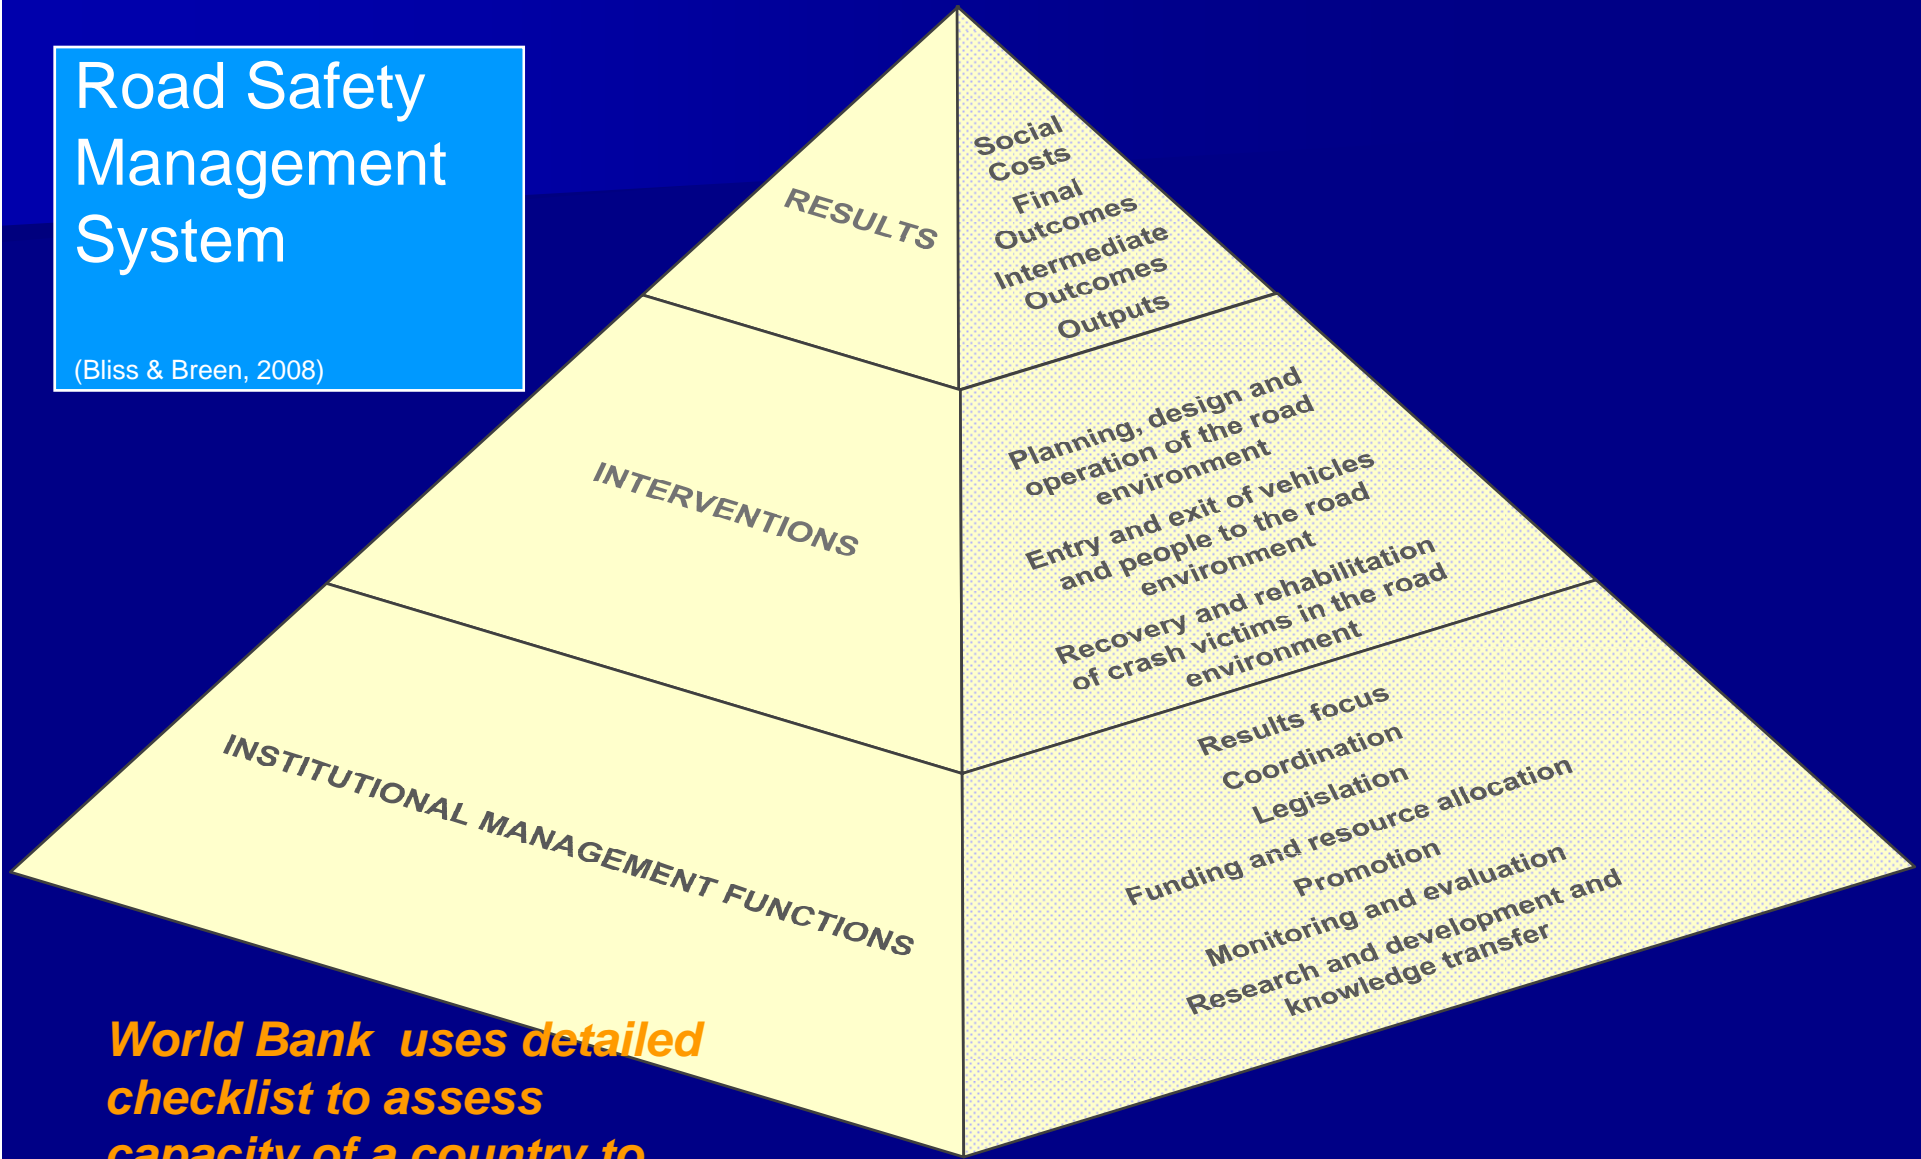 Road Safety
Management
System
(Bliss & Breen, 2008)
RESULTS
Social
Costs
Final
Outcomes
Intermediate
Outcomes
Outputs
INTERVENTIONS
Planning, design and
operation of the road
environment
Entry and exit of vehicles
and people to the road
environment
Recovery and rehabilitation
of crash victims in the road
environment
INSTITUTIONAL MANAGEMENT FUNCTIONS
Results focus
Coordination
Legislation
Funding and resource allocation
Promotion
Monitoring and evaluation
Research and development and
knowledge transfer
World Bank uses detailed
checklist to assess
capacity of a country to